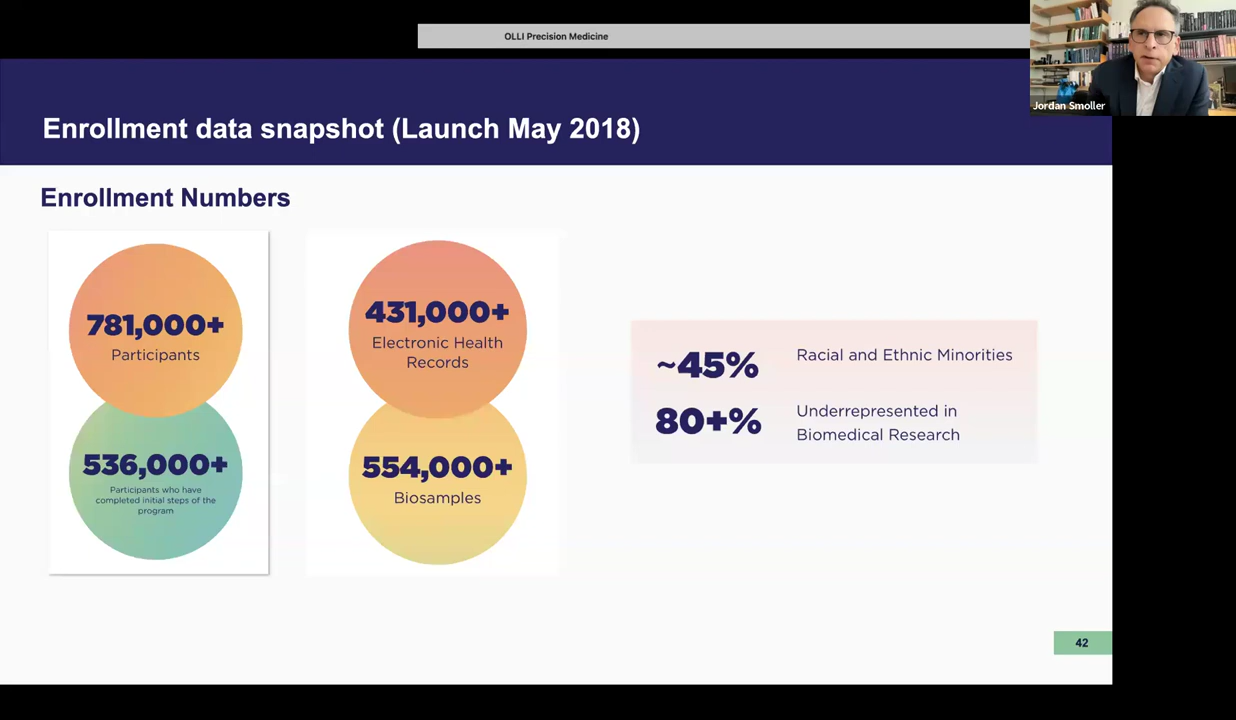 OLLI Precision Medicine
Jordan Smoller
Enrollment data snapshot (Launch May 2018)
Enrollment Numbers
781,000+
Participants
536,000+
Participants who have
completed initial steps of the
program
431,000+
Electronic Health
Records
554,000+
Biosamples
~45%
Racial and Ethnic Minorities
80+%
Underrepresented in
Biomedical Research
42